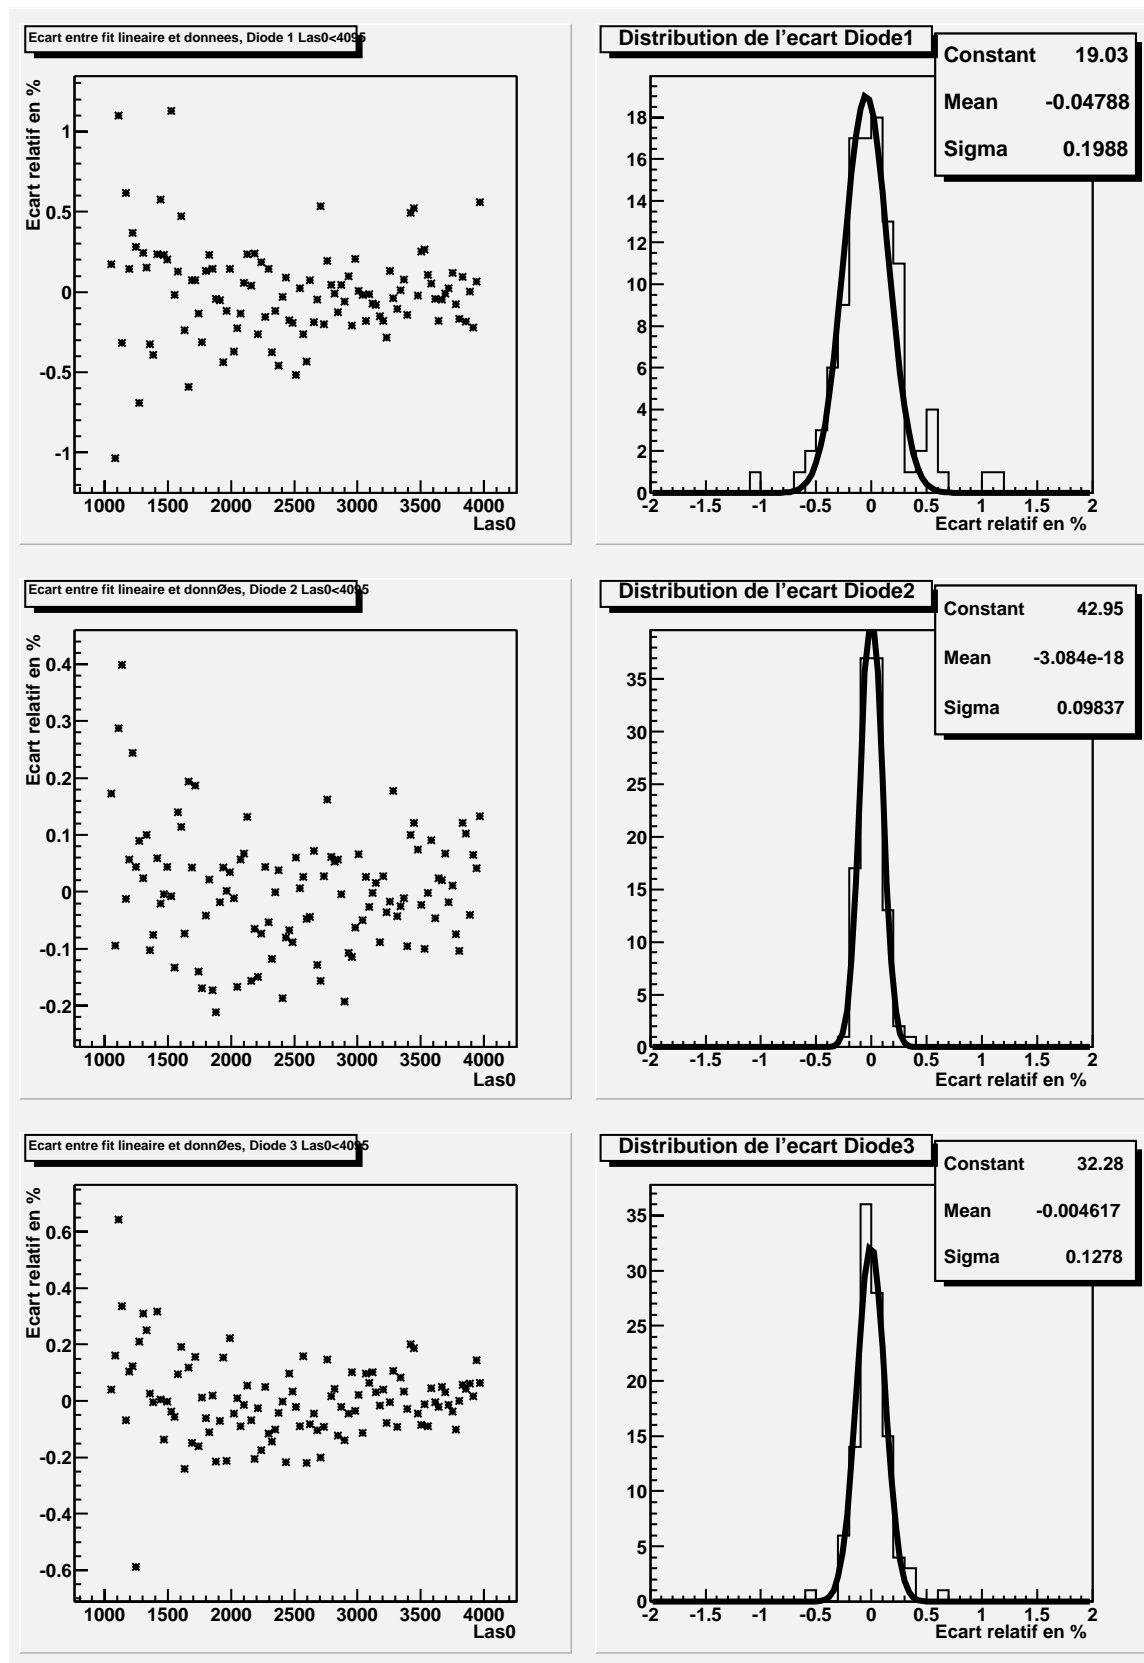 Ecart entre fit lineaire et donnees, Diode 1 Las0<4095
Ecart relatif en %
1
0.5
0
-0.5
-1
1000 1500 2000 2500 3000 3500 4000
Las0
Distribution de l'ecart Diode1
Constant 19.03
Mean -0.04788
Sigma 0.1988
18
16
14
12
10
8
6
4
2
0
-2 -1.5 -1 -0.5 0 0.5 1 1.5 2
Ecart relatif en %
Ecart entre fit lineaire et donnØes, Diode 2 Las0<4095
Ecart relatif en %
0.4
0.3
0.2
0.1
0
-0.1
-0.2
1000 1500 2000 2500 3000 3500 4000
Las0
Distribution de l'ecart Diode2
Constant 42.95
Mean -3.084e-18
Sigma 0.09837
35
30
25
20
15
10
5
0
-2 -1.5 -1 -0.5 0 0.5 1 1.5 2
Ecart relatif en %
Ecart entre fit lineaire et donnØes, Diode 3 Las0<4095
Ecart relatif en %
0.6
0.4
0.2
0
-0.2
-0.4
-0.6
1000 1500 2000 2500 3000 3500 4000
Las0
Distribution de l'ecart Diode3
Constant 32.28
Mean -0.004617
Sigma 0.1278
35
30
25
20
15
10
5
0
-2 -1.5 -1 -0.5 0 0.5 1 1.5 2
Ecart relatif en %